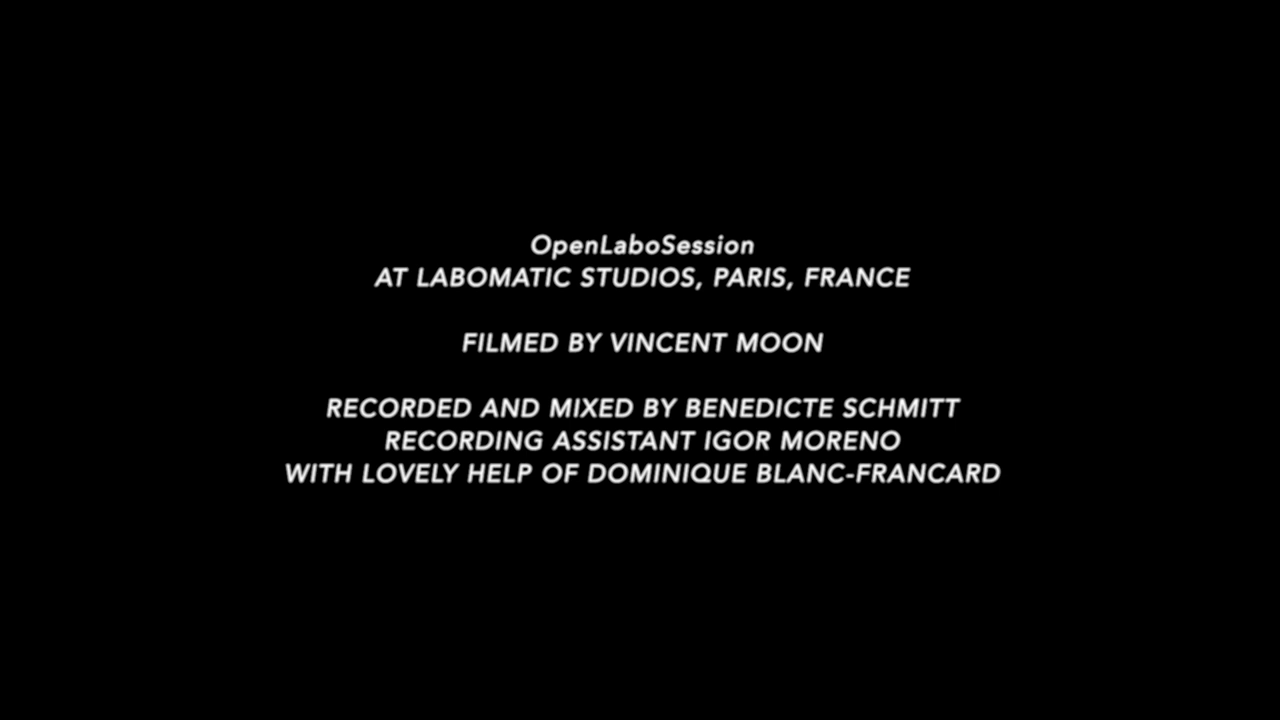 OpenLaboSession
AT LABOMATIC STUDIOS, PARIS, FRANCE
FILMED BY VINCENT MOON
RECORDED AND MIXED BY BENEDICTE SCHMITT
RECORDING ASSISTANT IGOR MORENO
WITH LOVELY HELP OF DOMINIQUE BLANC-FRANCARD